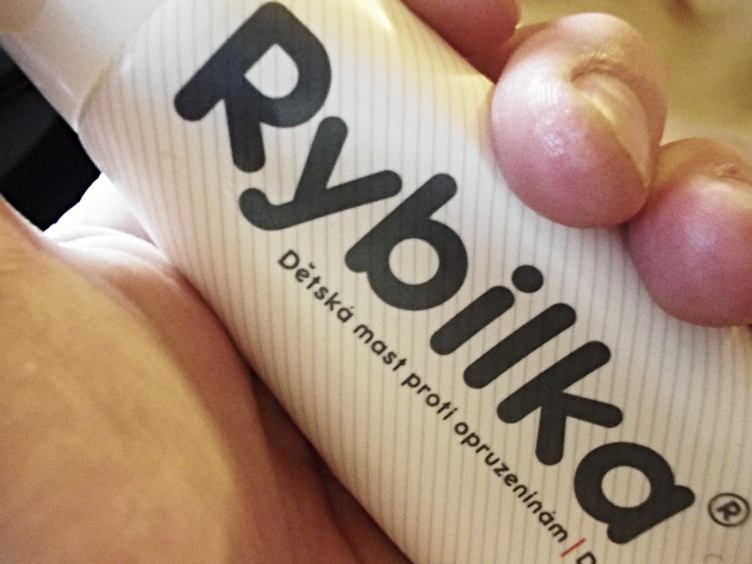 Rybilka®
Dětská mast proti opruzeninám | D